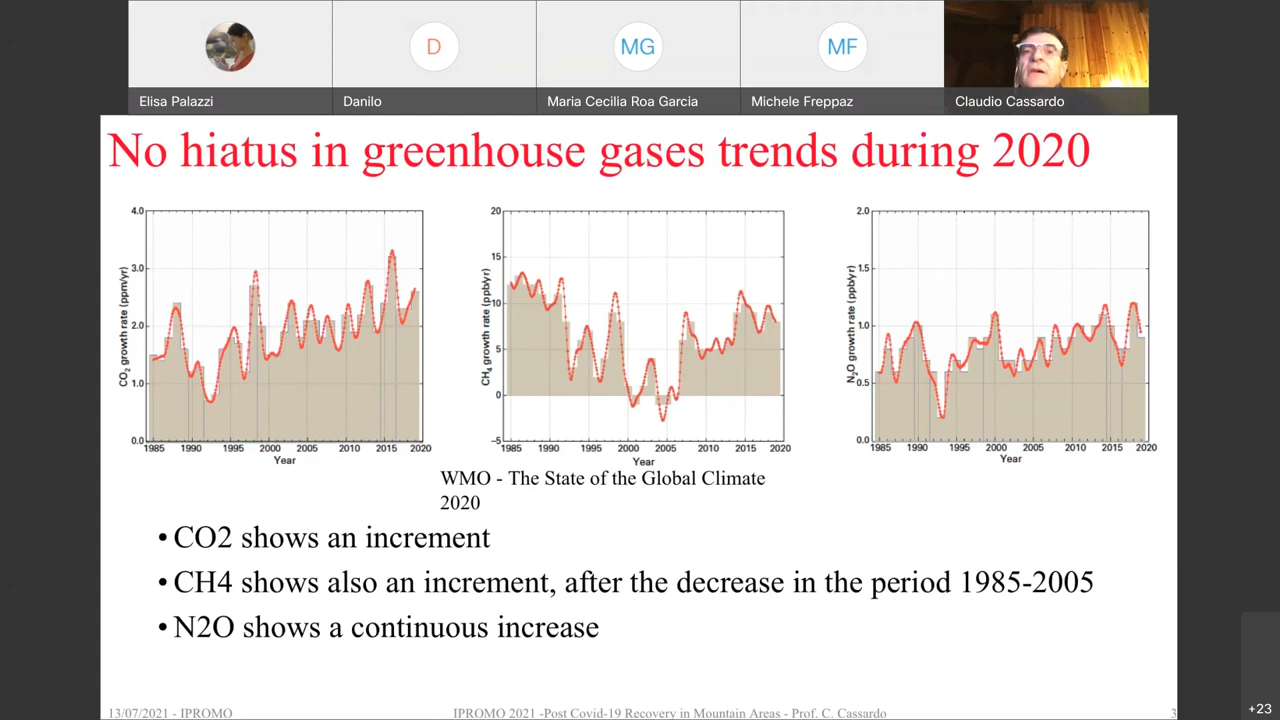 D
MG
MF
Elisa Palazzi
Danilo
Maria Cecilia Roa Garcia
Michele Freppaz
Claudio Cassardo
No hiatus in greenhouse gases trends during 2020
4.0
3.0
2.0
1.0
0.0
CO2 growth rate (ppm/yr)
1985 1990 1995 2000 2005 2010 2015 2020
Year
20
15
10
5
0
-5
CH4 growth rate (ppb/yr)
1985 1990 1995 2000 2005 2010 2015 2020
Year
2.0
1.5
1.0
0.5
0.0
N2O growth rate (ppb/yr)
1985 1990 1995 2000 2005 2010 2015 2020
Year
WMO - The State of the Global Climate
2020
• CO2 shows an increment
• CH4 shows also an increment, after the decrease in the period 1985-2005
• N2O shows a continuous increase
13/07/2021 - IPROMO
IPROMO 2021 -Post Covid-19 Recovery in Mountain Areas - Prof. C. Cassardo
3
+23